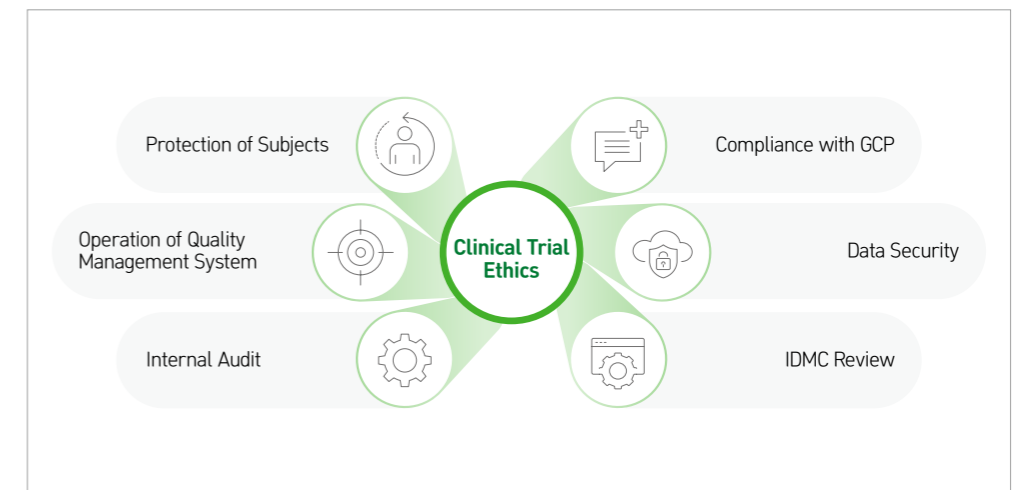 Protection of Subjects
Compliance with GCP
Operation of Quality
Management System
Clinical Trial
Ethics
Data Security
Internal Audit
IDMC Review